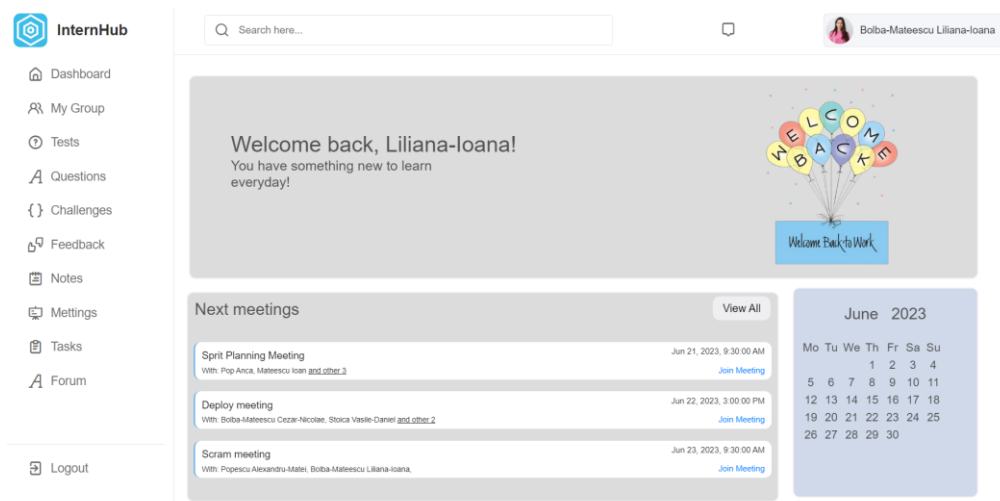 InternHub
Search here...
Bolba-Mateescu Liliana-Ioana
Dashboard
My Group
Tests
Questions
Challenges
Feedback
Notes
Mettings
Tasks
Forum
Logout
Welcome back, Liliana-Ioana!
You have something new to learn
everyday!
WELCOME
BACK
Welcome Back to Work
Next meetings
View All
Sprit Planning Meeting
Jun 21, 2023, 9:30:00 AM
With: Pop Anca, Mateescu Ioan and other 3
Join Meeting
Deploy meeting
Jun 22, 2023, 3:00:00 PM
With: Bolba-Mateescu Cezar-Nicolae, Stoica Vasile-Daniel and other 2
Join Meeting
Scram meeting
Jun 23, 2023, 9:30:00 AM
With: Popescu Alexandru-Matei, Bolba-Mateescu Liliana-Ioana,
Join Meeting
June 2023
Mo Tu We Th Fr Sa Su
1 2 3 4
5 6 7 8 9 10 11
12 13 14 15 16 17 18
19 20 21 22 23 24 25
26 27 28 29 30